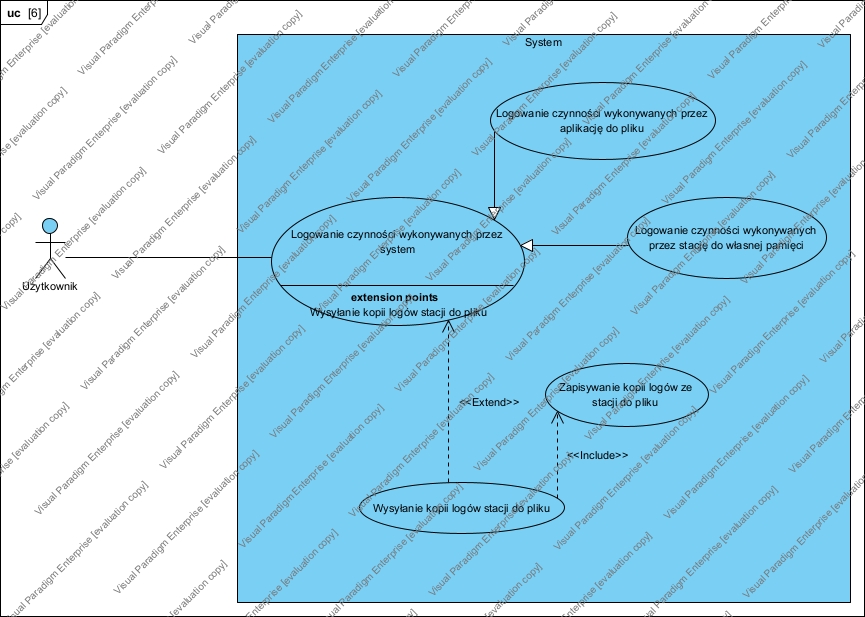 uc [6]
System
Logowanie czynności wykonywanych przez
aplikację do pliku
Logowanie czynności wykonywanych
przez stację do własnej pamięci
Logowanie czynności wykonywanych przez
system
extension points
Wysyłanie kopii logów stacji do pliku
Użytkownik
Zapisywanie kopii logów ze
stacji do pliku
<<Extend>>
<<Include>>
Wysyłanie kopii logów stacji do pliku
Visual Paradigm Enterprise [evaluation copy]